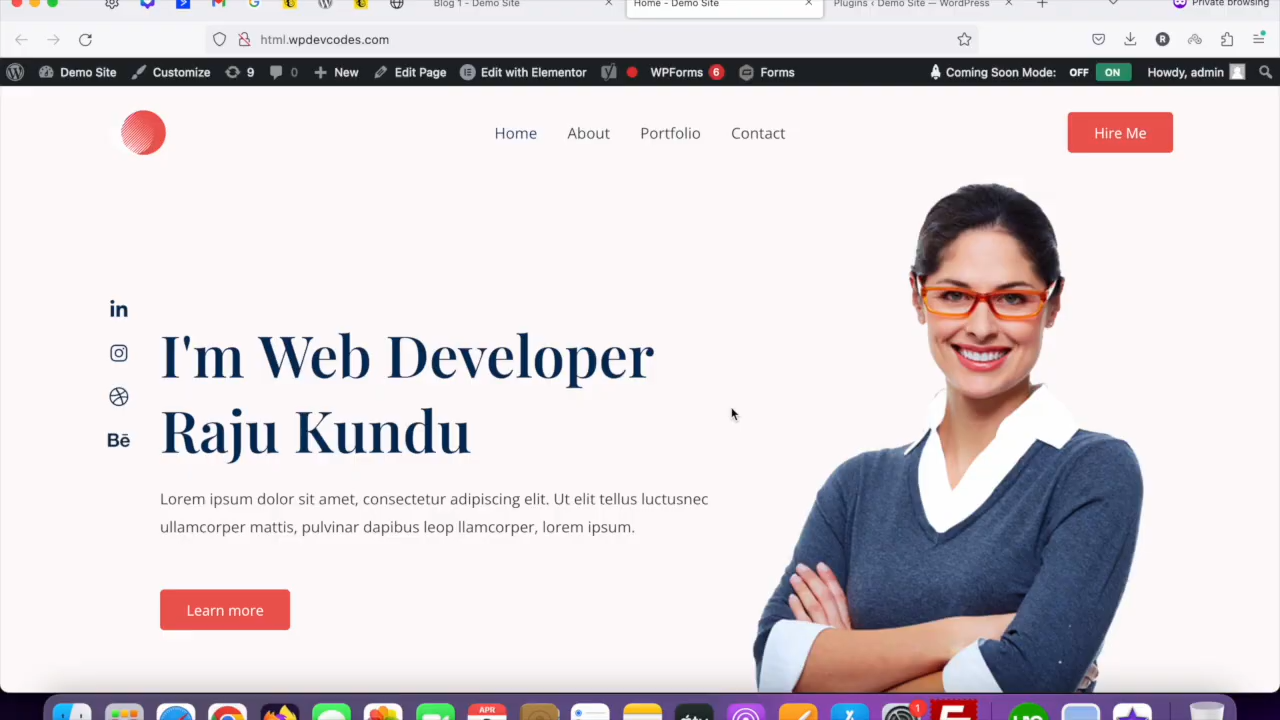 Blog 1 - Demo Site
Home - Demo Site
Plugins ‹ Demo Site — WordPress
Private browsing
html.wpdevcodes.com
R
Demo Site
Customize
9
0
New
Edit Page
Edit with Elementor
WPForms 6
Forms
Coming Soon Mode: OFF ON
Howdy, admin
Home
About
Portfolio
Contact
Hire Me
in
Bē
I'm Web Developer
Raju Kundu
Lorem ipsum dolor sit amet, consectetur adipiscing elit. Ut elit tellus luctusnec
ullamcorper mattis, pulvinar dapibus leop llamcorper, lorem ipsum.
Learn more
APR
1